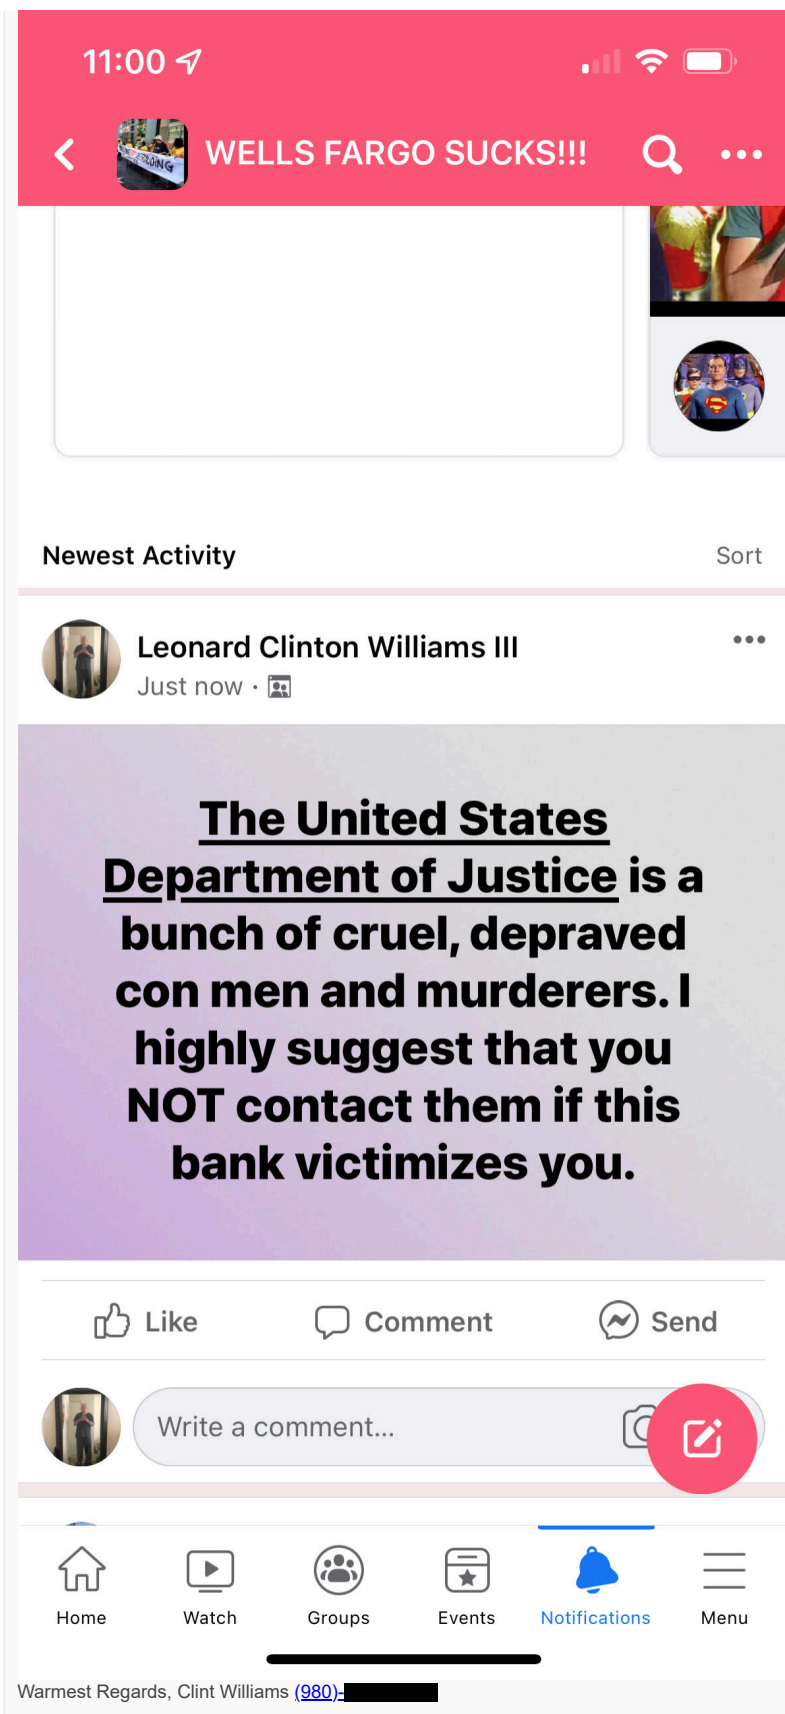 11:00
WELLS FARGO SUCKS!!!
Newest Activity
Sort
Leonard Clinton Williams III
Just now ·
The United States
Department of Justice is a
bunch of cruel, depraved
con men and murderers. I
highly suggest that you
NOT contact them if this
bank victimizes you.
Like
Comment
Send
Write a comment...
Home
Watch
Groups
Events
Notifications
Menu
Warmest Regards, Clint Williams (980)-